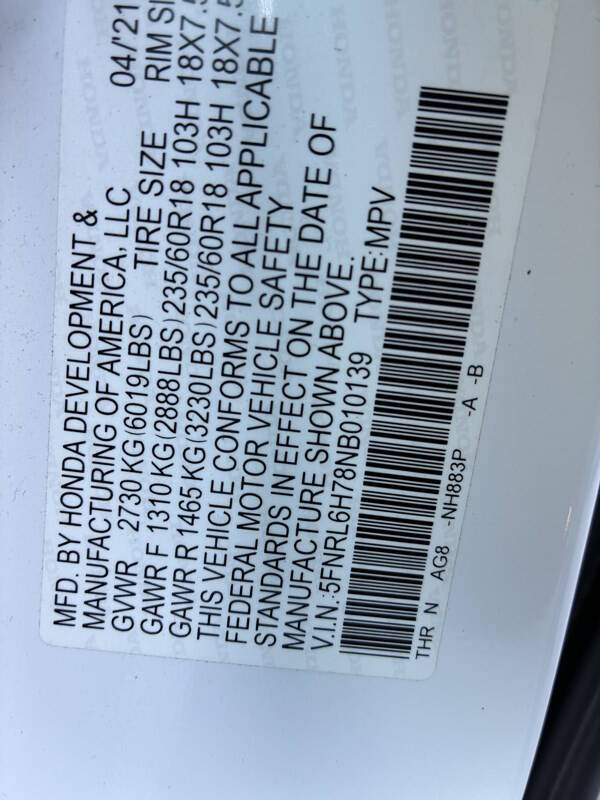 MFD. BY HONDA DEVELOPMENT & 04/'21
MANUFACTURING OF AMERICA, LLC
GVWR 2730 KG(6019LBS) TIRE SIZE RIM
GAWR F 1310 KG(2888LBS)235/60R18 103H 18X7.
GAWR R 1465 KG(3230LBS)235/60R18 103H 18X7.
THIS VEHICLE CONFORMS TO ALL APPLICABLE
FEDERAL MOTOR VEHICLE SAFETY
STANDARDS IN EFFECT ON THE DATE OF
MANUFACTURE SHOWN ABOVE.
V.I.N.:5FNRL6H78NB010139 TYPE:MPV
THR N AG8 -NH883P -A -B